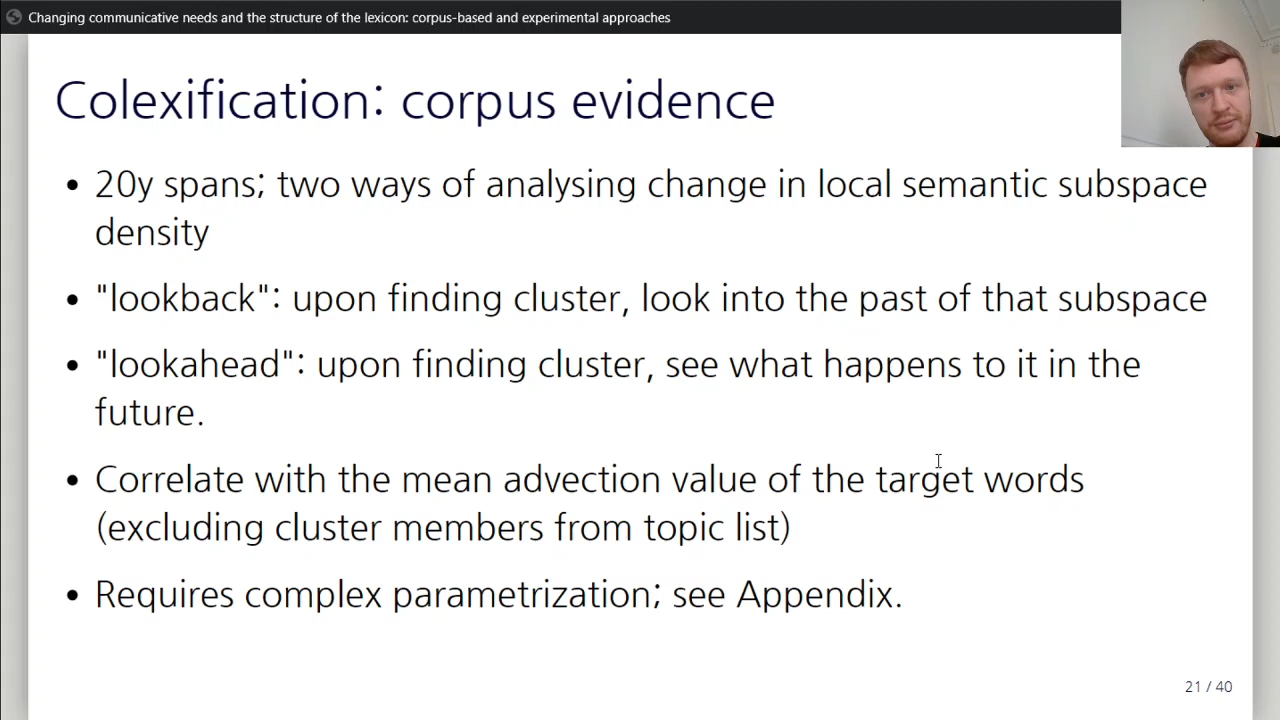 Changing communicative needs and the structure of the lexicon: corpus-based and experimental approaches
Colexification: corpus evidence
• 20y spans; two ways of analysing change in local semantic subspace
density
• "lookback": upon finding cluster, look into the past of that subspace
• "lookahead": upon finding cluster, see what happens to it in the
future.
• Correlate with the mean advection value of the target words
(excluding cluster members from topic list)
• Requires complex parametrization; see Appendix.
21 / 40